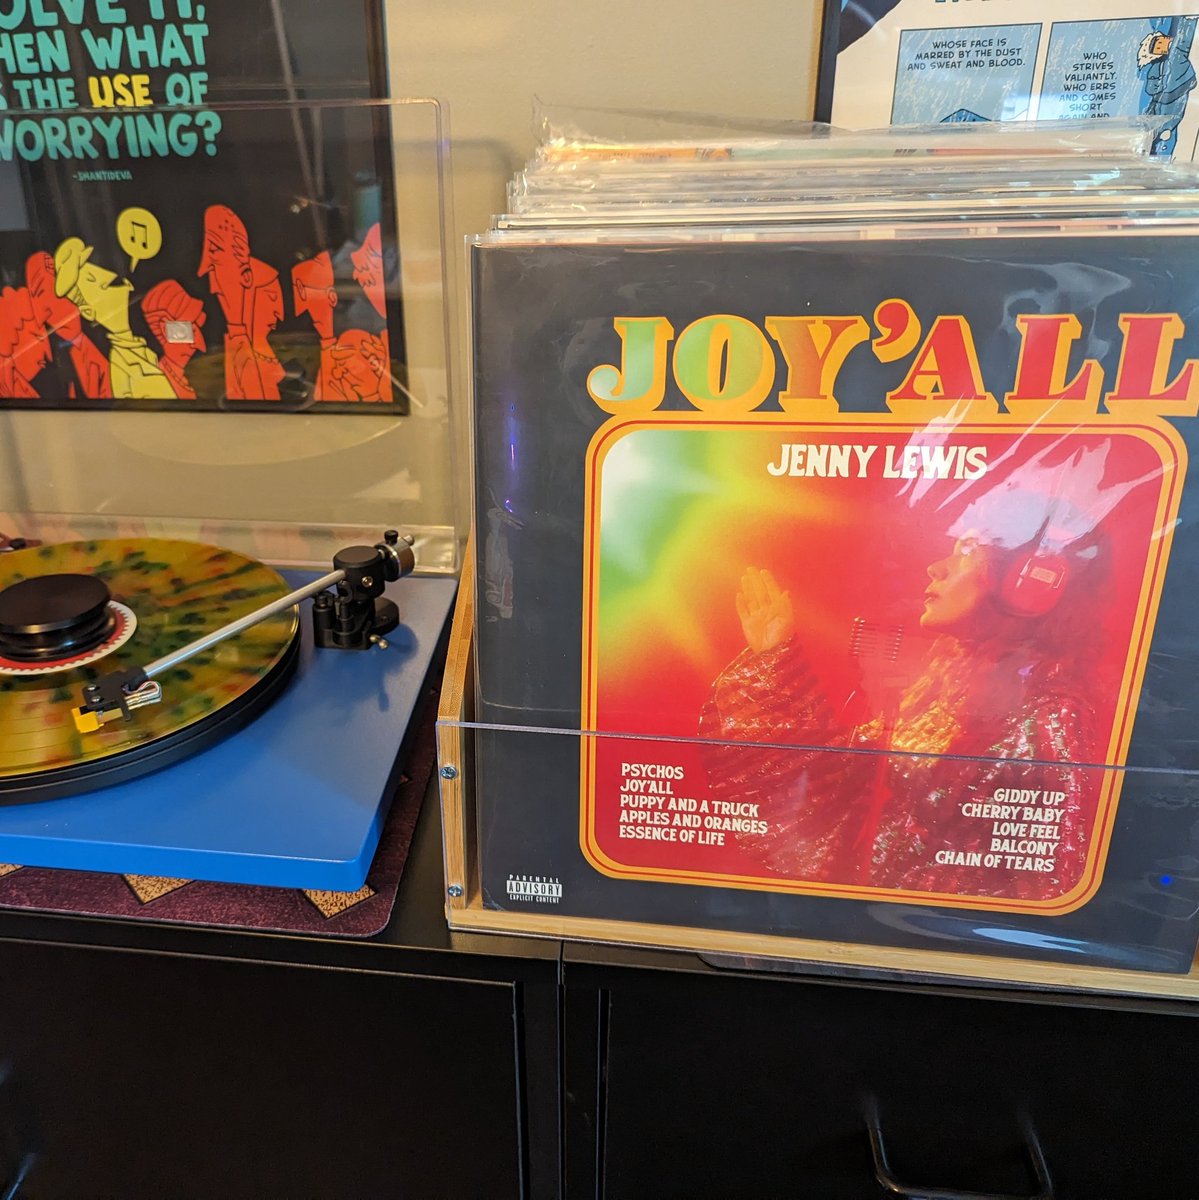 OLVE IT,
HEN WHAT
THE USE OF
WORRYING?
-SHANTIDEVA
WHOSE FACE IS
MARRED BY THE DUST
AND SWEAT AND BLOOD.
WHO
STRIVES
VALIANTLY,
WHO ERRS
AND COMES
SHORT
AGAIN AND
JOY'ALL
JENNY LEWIS
PSYCHOS
JOY'ALL
PUPPY AND A TRUCK
APPLES AND ORANGES
ESSENCE OF LIFE
GIDDY UP
CHERRY BABY
LOVE FEEL
BALCONY
CHAIN OF TEARS
PARENTAL
ADVISORY
EXPLICIT CONTENT